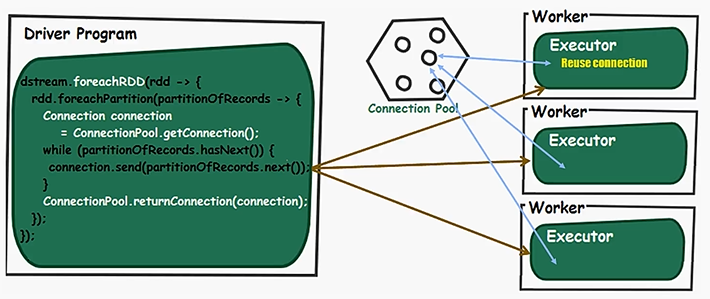 Driver Program
dstream.foreachRDD(rdd -> {
rdd.foreachPartition(partitionOfRecords -> {
Connection connection
= ConnectionPool.getConnection();
while (partitionOfRecords.hasNext()) {
connection.send(partitionOfRecords.next());
}
ConnectionPool.returnConnection(connection);
});
});
Connection Pool
Worker
Executor
Reuse connection
Worker
Executor
Worker
Executor